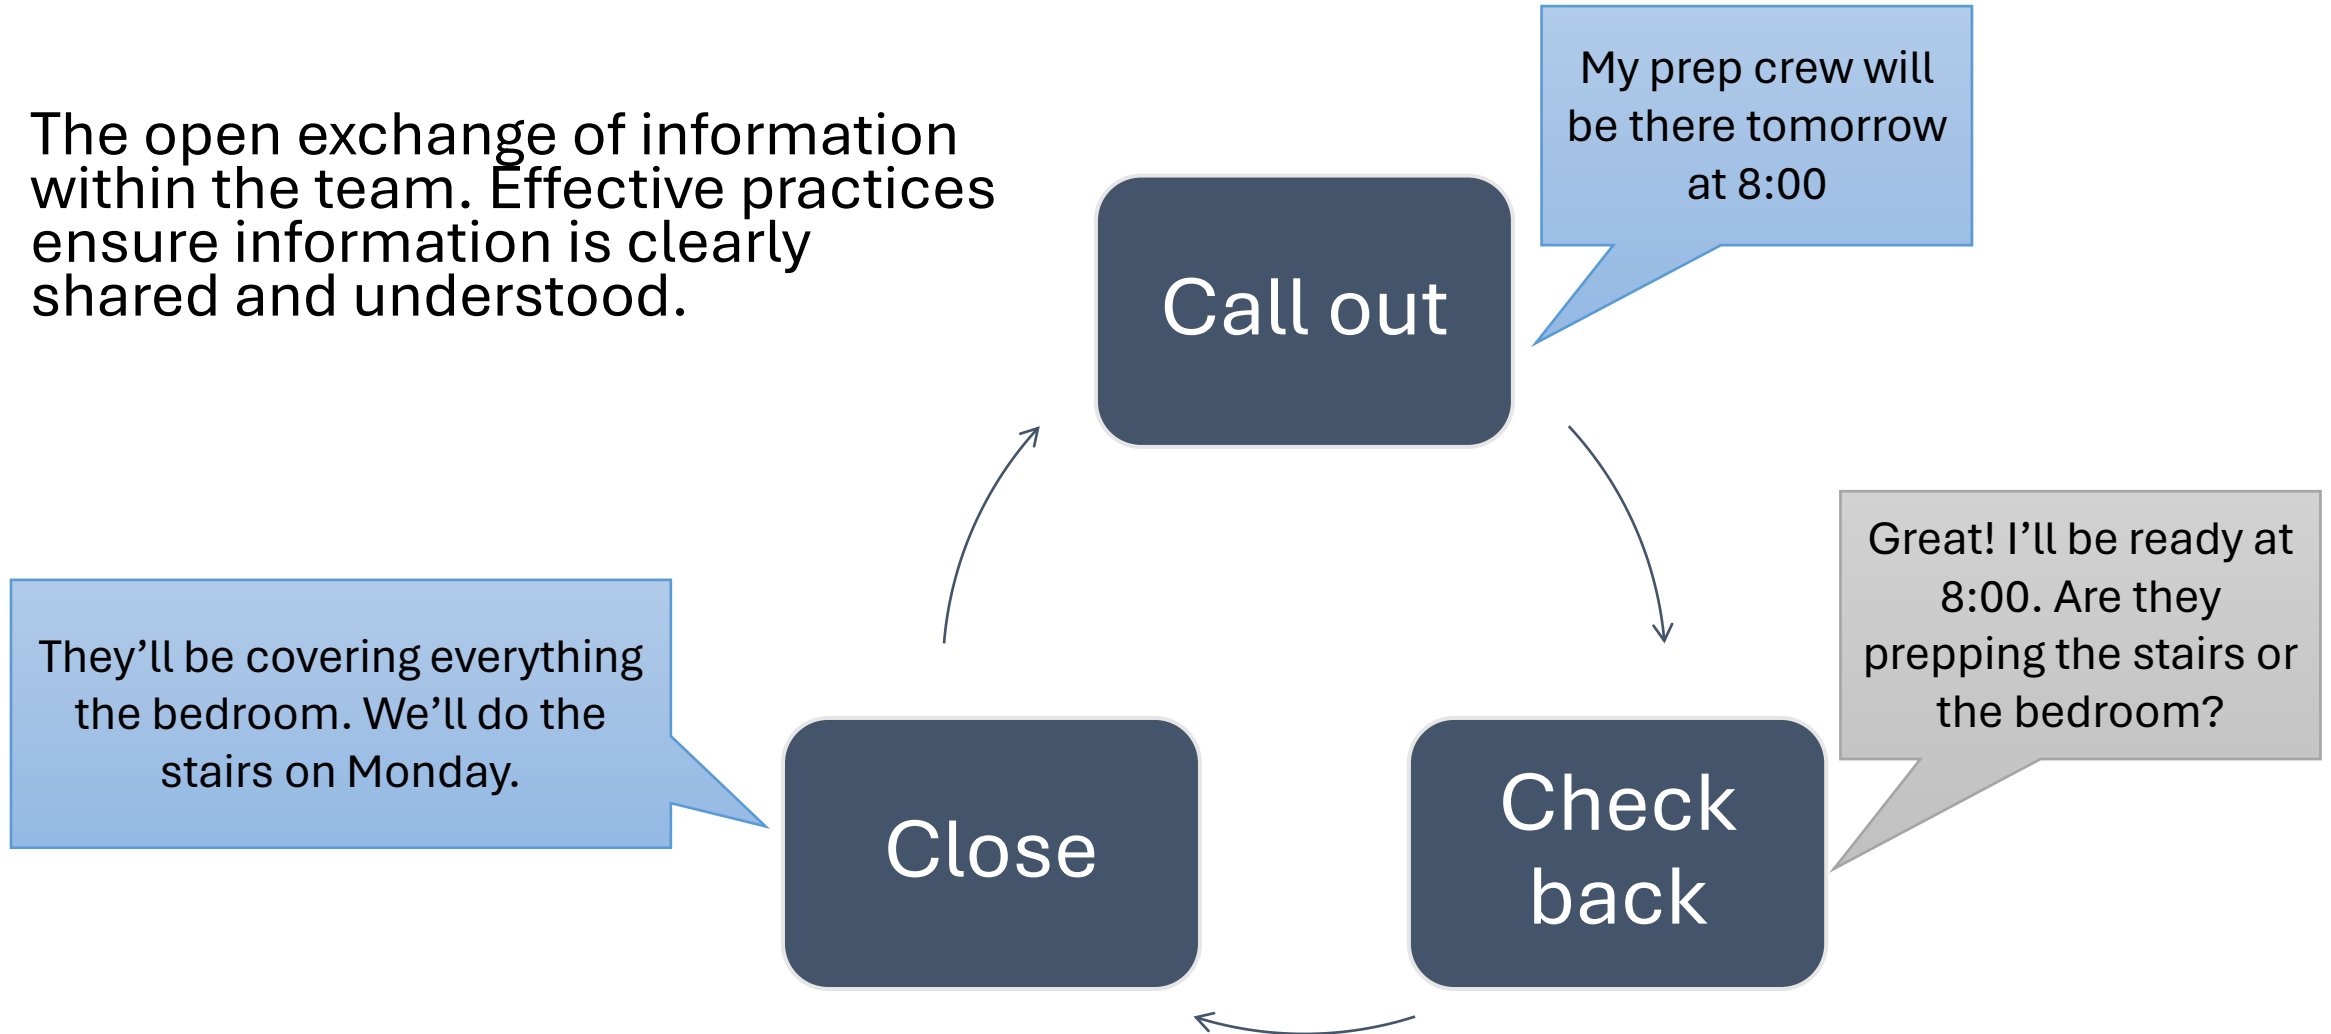 The open exchange of information
within the team. Effective practices
ensure information is clearly
shared and understood.
My prep crew will
be there tomorrow
at 8:00
Call out
Great! I’ll be ready at
8:00. Are they
prepping the stairs or
the bedroom?
Check
back
They’ll be covering everything
the bedroom. We’ll do the
stairs on Monday.
Close